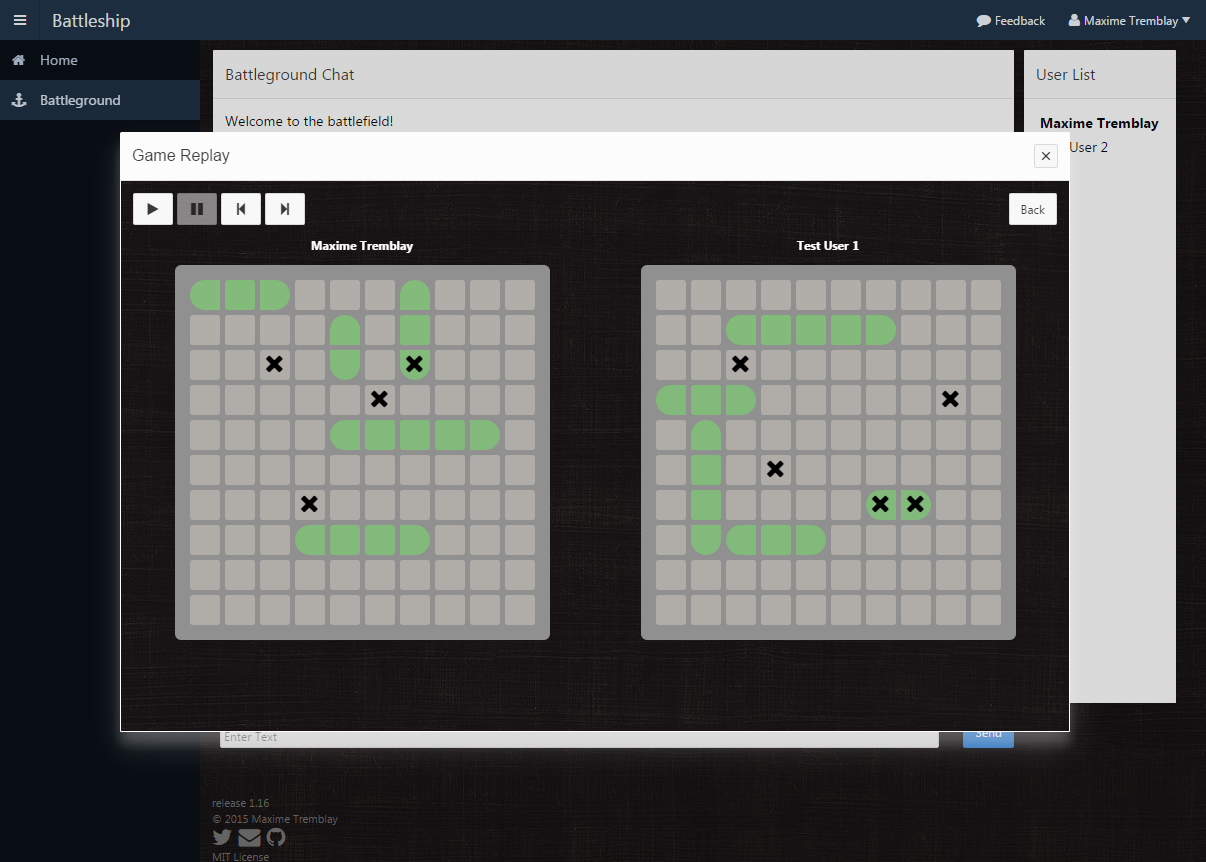 Battleship
Feedback
Maxime Tremblay
Home
Battleground
Battleground Chat
User List
Welcome to the battlefield!
Maxime Tremblay
User 2
Game Replay
Back
Maxime Tremblay
Test User 1
Enter Text
Send
release 1.16
© 2015 Maxime Tremblay
MIT License